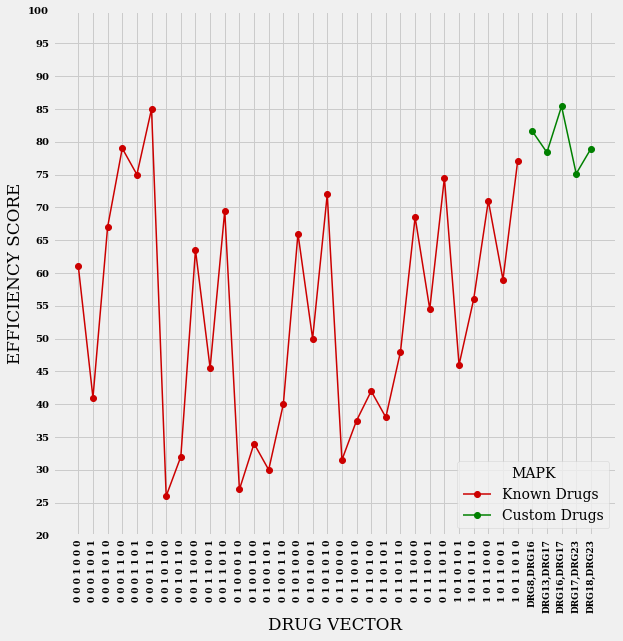 100
95
90
85
80
75
70
65
60
55
50
45
40
35
30
25
20
EFFICIENCY SCORE
MAPK
Known Drugs
Custom Drugs
0 0 0 1 0 0 0
0 0 0 1 0 0 1
0 0 0 1 0 1 0
0 0 0 1 1 0 0
0 0 0 1 1 0 1
0 0 0 1 1 1 0
0 0 1 0 1 0 0
0 0 1 0 1 1 0
0 0 1 1 0 0 0
0 0 1 1 0 0 1
0 0 1 1 0 1 0
0 1 0 0 0 1 0
0 1 0 0 1 0 0
0 1 0 0 1 0 1
0 1 0 0 1 1 0
0 1 0 1 0 0 0
0 1 0 1 0 0 1
0 1 0 1 0 1 0
0 1 1 0 0 0 0
0 1 1 0 0 1 0
0 1 1 0 1 0 0
0 1 1 0 1 0 1
0 1 1 0 1 1 0
0 1 1 1 0 0 0
0 1 1 1 0 0 1
0 1 1 1 0 1 0
1 0 1 0 1 0 1
1 0 1 0 1 1 0
1 0 1 1 0 0 0
1 0 1 1 0 0 1
1 0 1 1 0 1 0
DRG8,DRG16
DRG13,DRG17
DRG16,DRG17
DRG17,DRG23
DRG18,DRG23
DRUG VECTOR